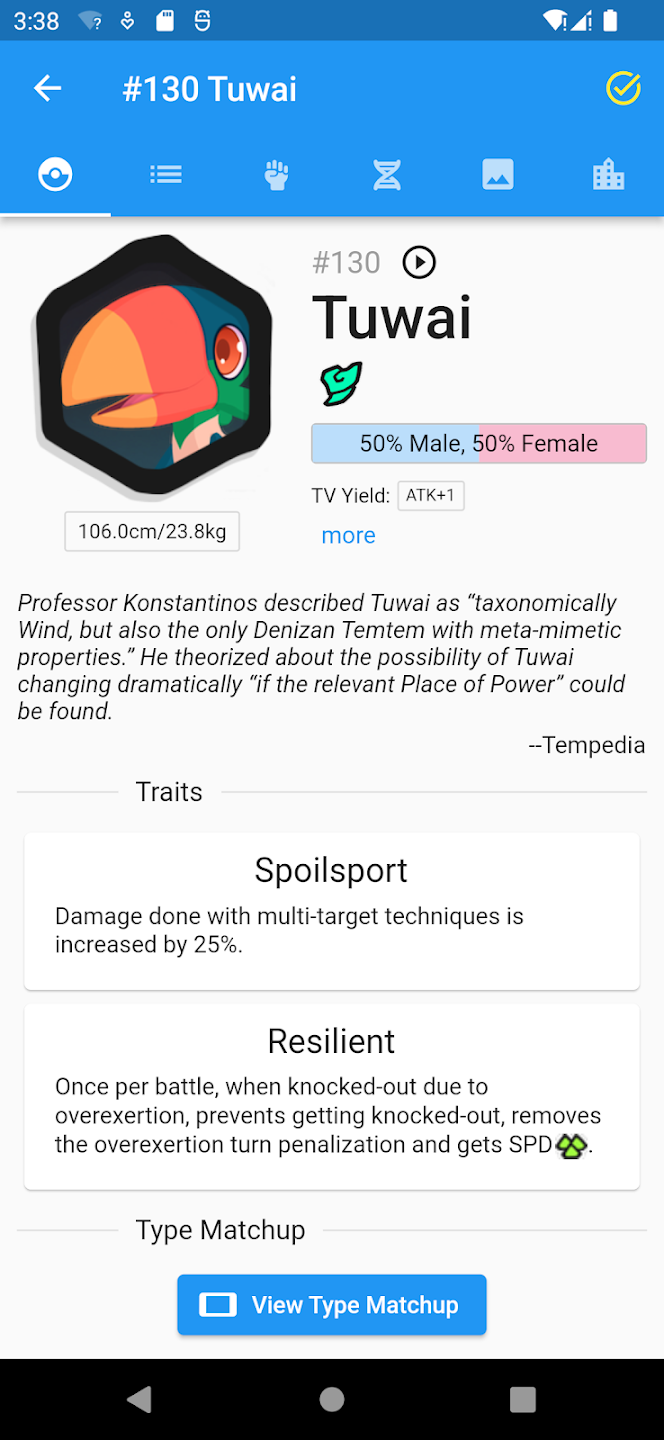 3:38
#130 Tuwai
#130
Tuwai
50% Male, 50% Female
TV Yield: ATK+1
more
106.0cm/23.8kg
Professor Konstantinos described Tuwai as “taxonomically
Wind, but also the only Denizan Temtem with meta-mimetic
properties.” He theorized about the possibility of Tuwai
changing dramatically “if the relevant Place of Power” could
be found.
--Tempedia
Traits
Spoilsport
Damage done with multi-target techniques is
increased by 25%.
Resilient
Once per battle, when knocked-out due to
overexertion, prevents getting knocked-out, removes
the overexertion turn penalization and gets SPD.
Type Matchup
View Type Matchup